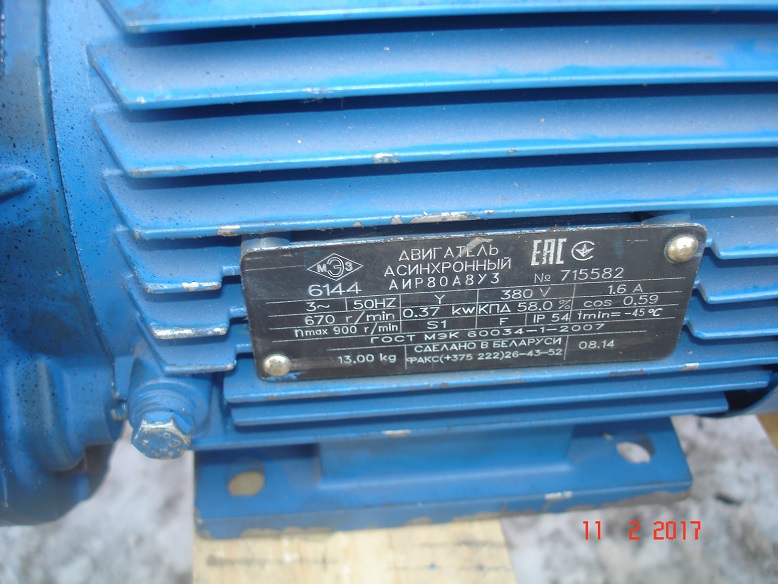 МЭЗ
6144
ДВИГАТЕЛЬ
АСИНХРОННЫЙ
АИР80А8У3
ЕАС
№ 715582
3~ 50HZ Y 380 V 1.6 A
670 r/min 0.37 kw КПД 58.0 % cos 0,59
nmax 900 r/min S1 F IP 54 tmin= -45 °C
ГОСТ МЭК 60034-1-2007
13,00 kg
СДЕЛАНО В БЕЛАРУСИ
ФАКС(+375 222)26-43-52
08.14
11 2 2017